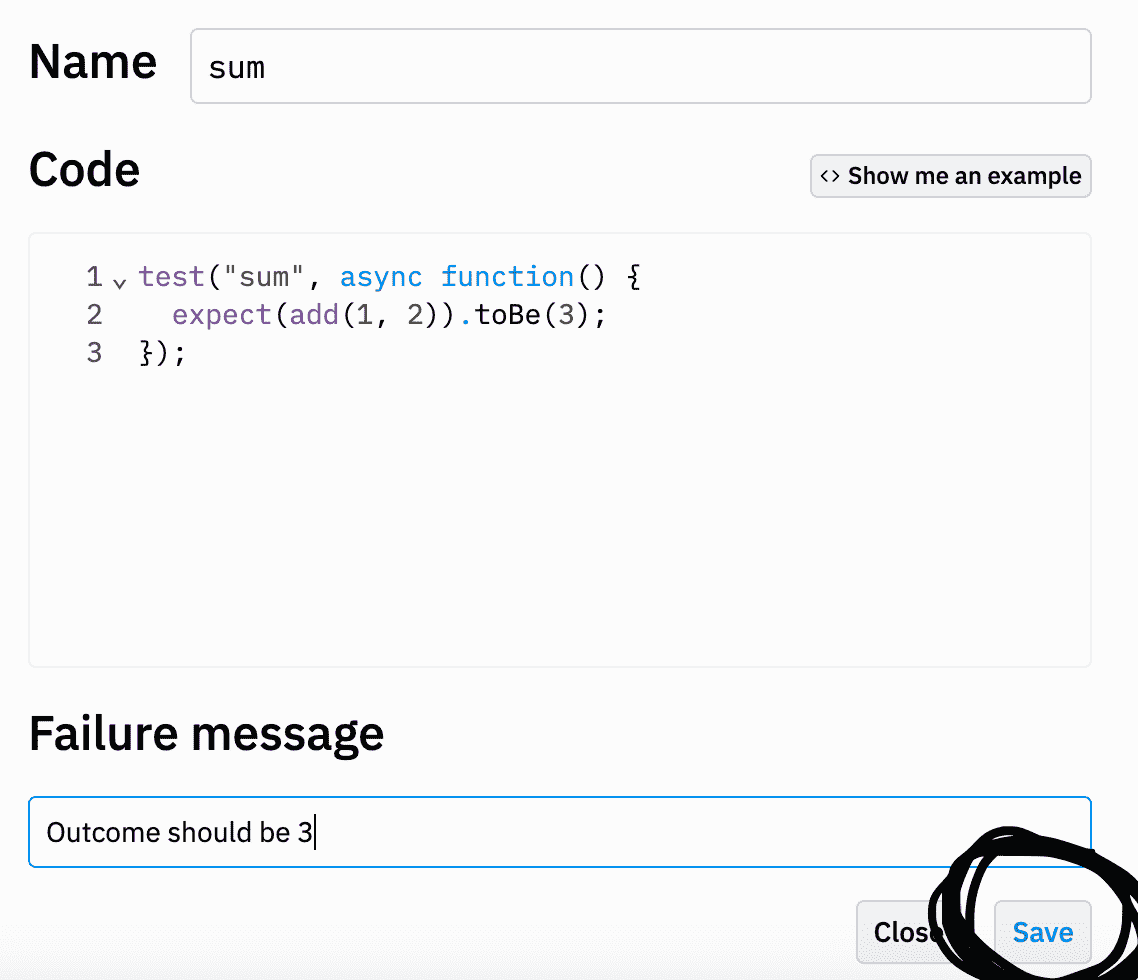 Name
sum
Code
<> Show me an example
1 test("sum", async function() {
2   expect(add(1, 2)).toBe(3);
3 });
Failure message
Outcome should be 3
Close Save